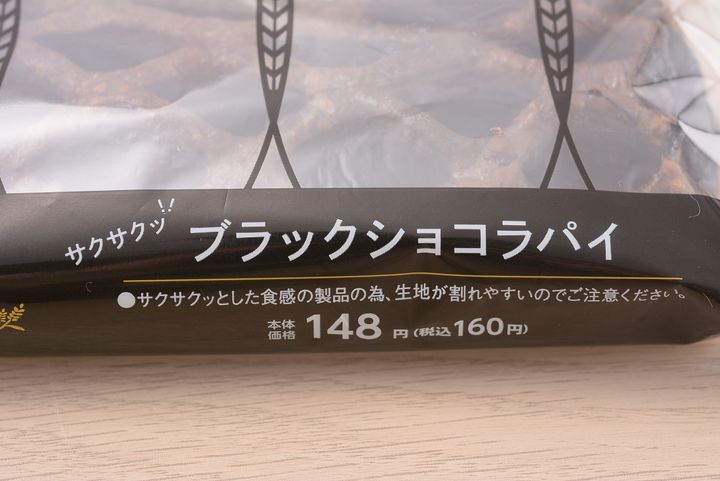 サクサクッ!! ブラックショコラパイ
●サクサクッとした食感の製品の為、生地が割れやすいのでご注意ください。
本体価格 148円(税込160円)